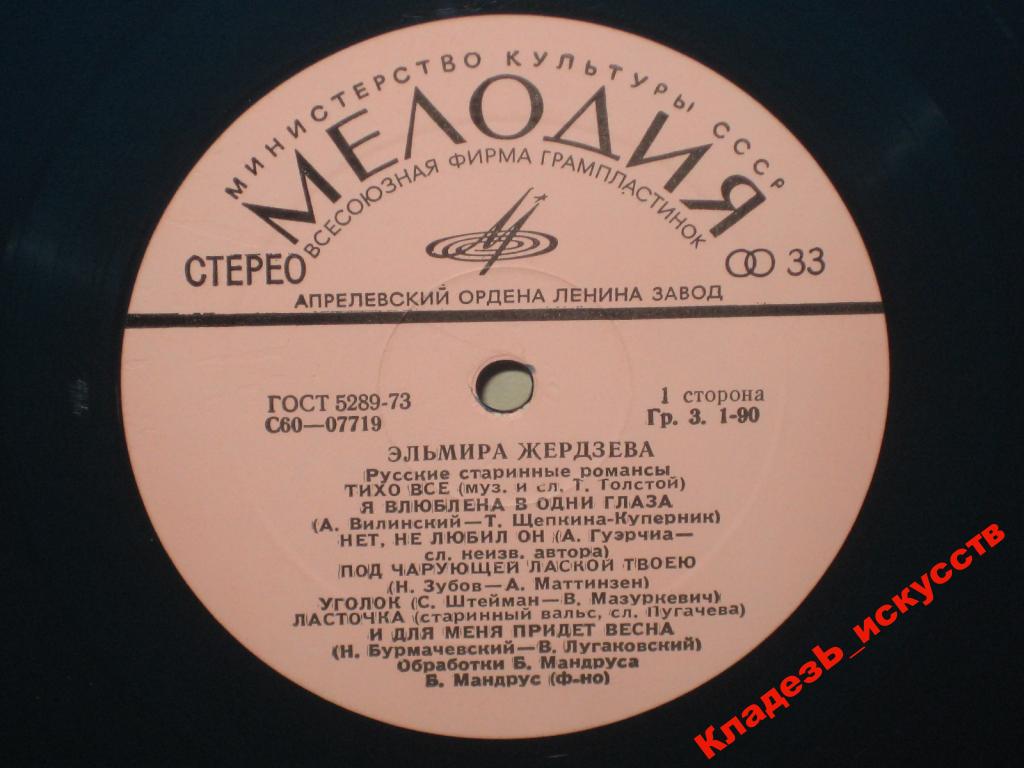 МИНИСТЕРСТВО КУЛЬТУРЫ СССР
МЕЛОДИЯ
ВСЕСОЮЗНАЯ ФИРМА ГРАМПЛАСТИНОК
СТЕРЕО
33
АПРЕЛЕВСКИЙ ОРДЕНА ЛЕНИНА ЗАВОД
ГОСТ 5289-73
С60—07719
1 сторона
Гр. 3. 1-90
ЭЛЬМИРА ЖЕРДЗЕВА
Русские старинные романсы
ТИХО ВСЕ (муз. и сл. Т. Толстой)
Я ВЛЮБЛЕНА В ОДНИ ГЛАЗА
(А. Вилинский—Т. Щепкина-Куперник)
НЕТ, НЕ ЛЮБИЛ ОН (А. Гуэрчиа—
сл. неизв. автора)
ПОД ЧАРУЮЩЕЙ ЛАСКОЙ ТВОЕЮ
(Н. Зубов—А. Маттинзен)
УГОЛОК (С. Штейман—В. Мазуркевич)
ЛАСТОЧКА (старинный вальс, сл. Пугачева)
И ДЛЯ МЕНЯ ПРИДЕТ ВЕСНА
(Н. Бурмачевский—В. Лугаковский)
Обработки Б. Мандруса
Б. Мандрус (ф-но)
КладезЬ_искусств